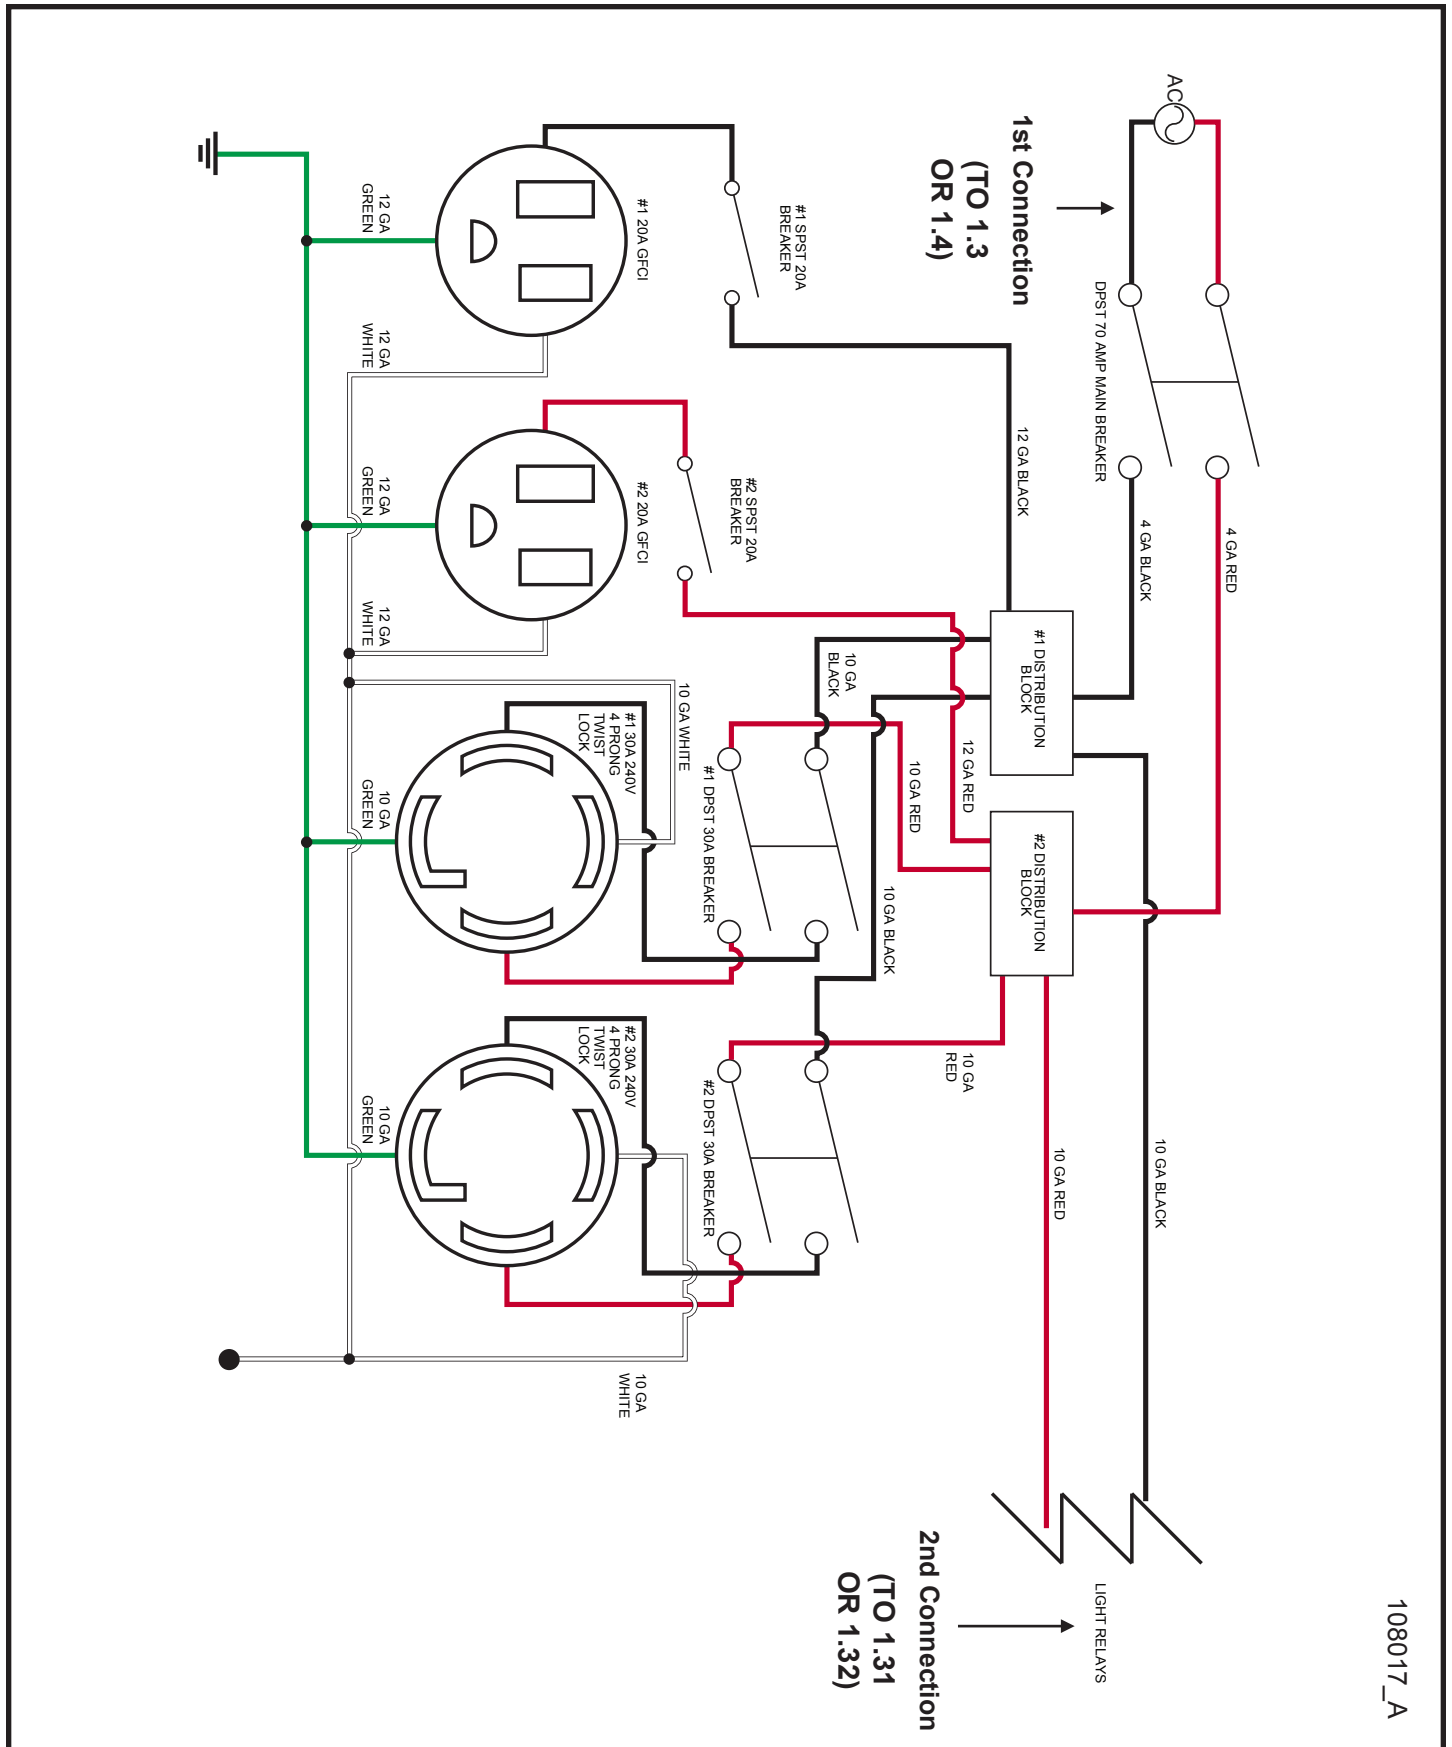 108017_A
AC
1st Connection
(TO 1.3
OR 1.4)
DPST 70 AMP MAIN BREAKER
4 GA RED
4 GA BLACK
12 GA BLACK
#1 DISTRIBUTION
BLOCK
#2 DISTRIBUTION
BLOCK
10 GA BLACK
10 GA RED
LIGHT RELAYS
2nd Connection
(TO 1.31
OR 1.32)
#1 SPST 20A
BREAKER
#2 SPST 20A
BREAKER
10 GA
BLACK
12 GA RED
10 GA RED
10 GA BLACK
10 GA
RED
#1 DPST 30A BREAKER
#2 DPST 30A BREAKER
#1 20A GFCI
#2 20A GFCI
10 GA WHITE
#1 30A 240V
4 PRONG
TWIST
LOCK
#2 30A 240V
4 PRONG
TWIST
LOCK
10 GA
WHITE
12 GA
GREEN
12 GA
WHITE
12 GA
GREEN
12 GA
WHITE
10 GA
GREEN
10 GA
GREEN